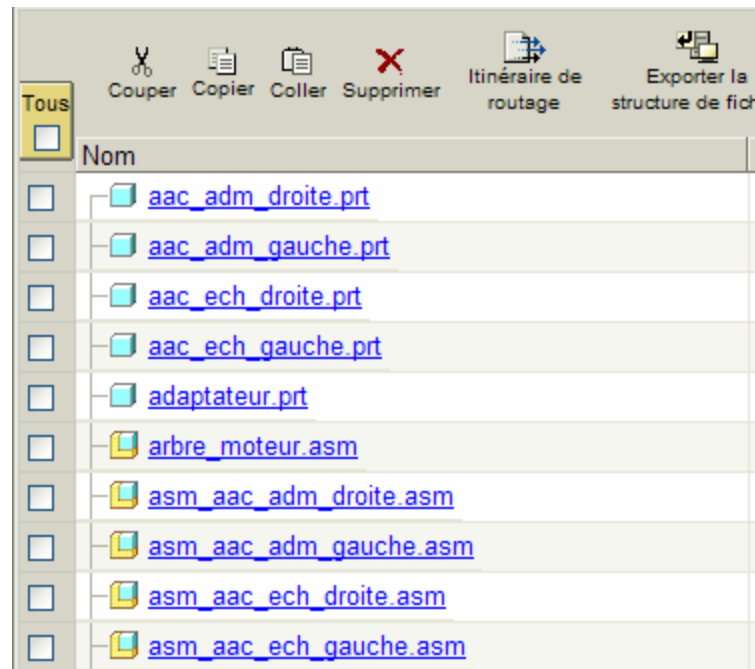 Tous
Couper
Copier
Coller
Supprimer
Itinéraire de
routage
Exporter la
structure de fich
Nom
aac_adm_droite.prt
aac_adm_gauche.prt
aac_ech_droite.prt
aac_ech_gauche.prt
adaptateur.prt
arbre_moteur.asm
asm_aac_adm_droite.asm
asm_aac_adm_gauche.asm
asm_aac_ech_droite.asm
asm_aac_ech_gauche.asm